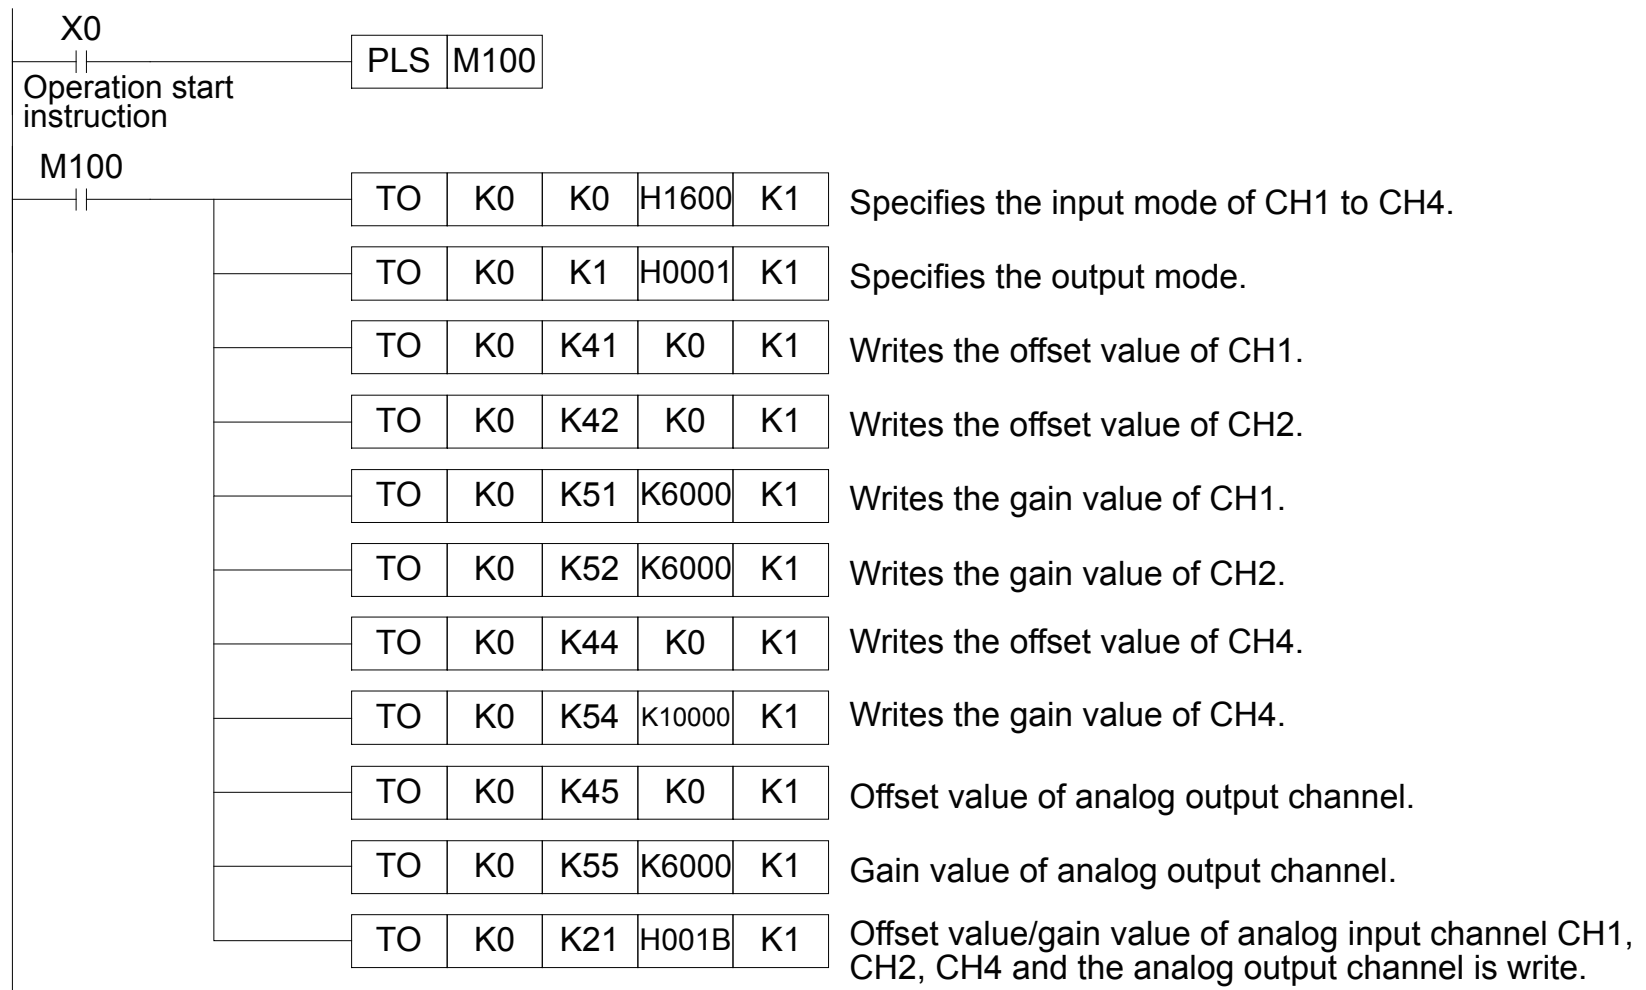 X0
PLS M100
Operation start
instruction
M100
TO K0 K0 H1600 K1 Specifies the input mode of CH1 to CH4.
TO K0 K1 H0001 K1 Specifies the output mode.
TO K0 K41 K0 K1 Writes the offset value of CH1.
TO K0 K42 K0 K1 Writes the offset value of CH2.
TO K0 K51 K6000 K1 Writes the gain value of CH1.
TO K0 K52 K6000 K1 Writes the gain value of CH2.
TO K0 K44 K0 K1 Writes the offset value of CH4.
TO K0 K54 K10000 K1 Writes the gain value of CH4.
TO K0 K45 K0 K1 Offset value of analog output channel.
TO K0 K55 K6000 K1 Gain value of analog output channel.
TO K0 K21 H001B K1 Offset value/gain value of analog input channel CH1,
CH2, CH4 and the analog output channel is write.